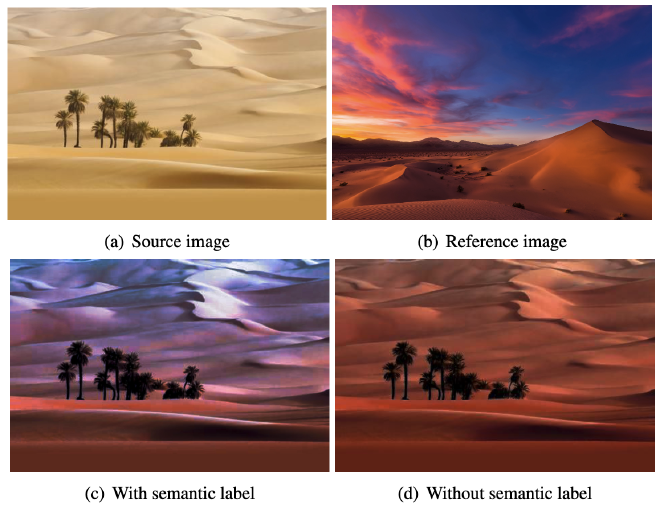 (a) Source image
(b) Reference image
(c) With semantic label
(d) Without semantic label